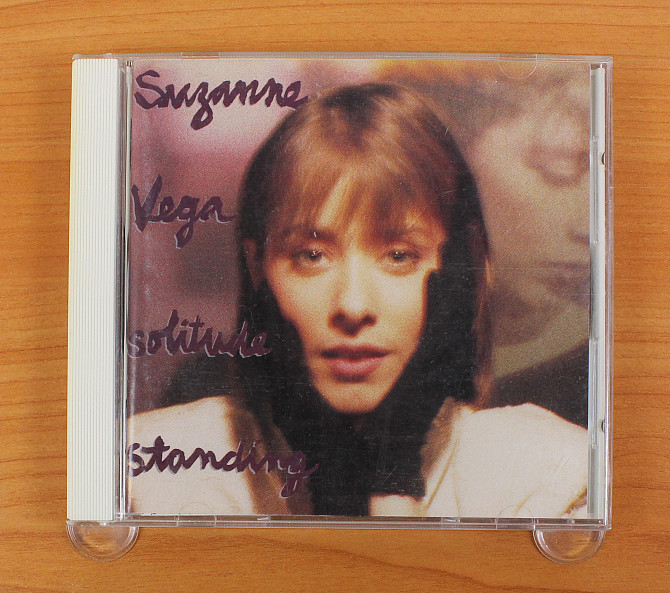 Suzanne
Vega
solitude
standing